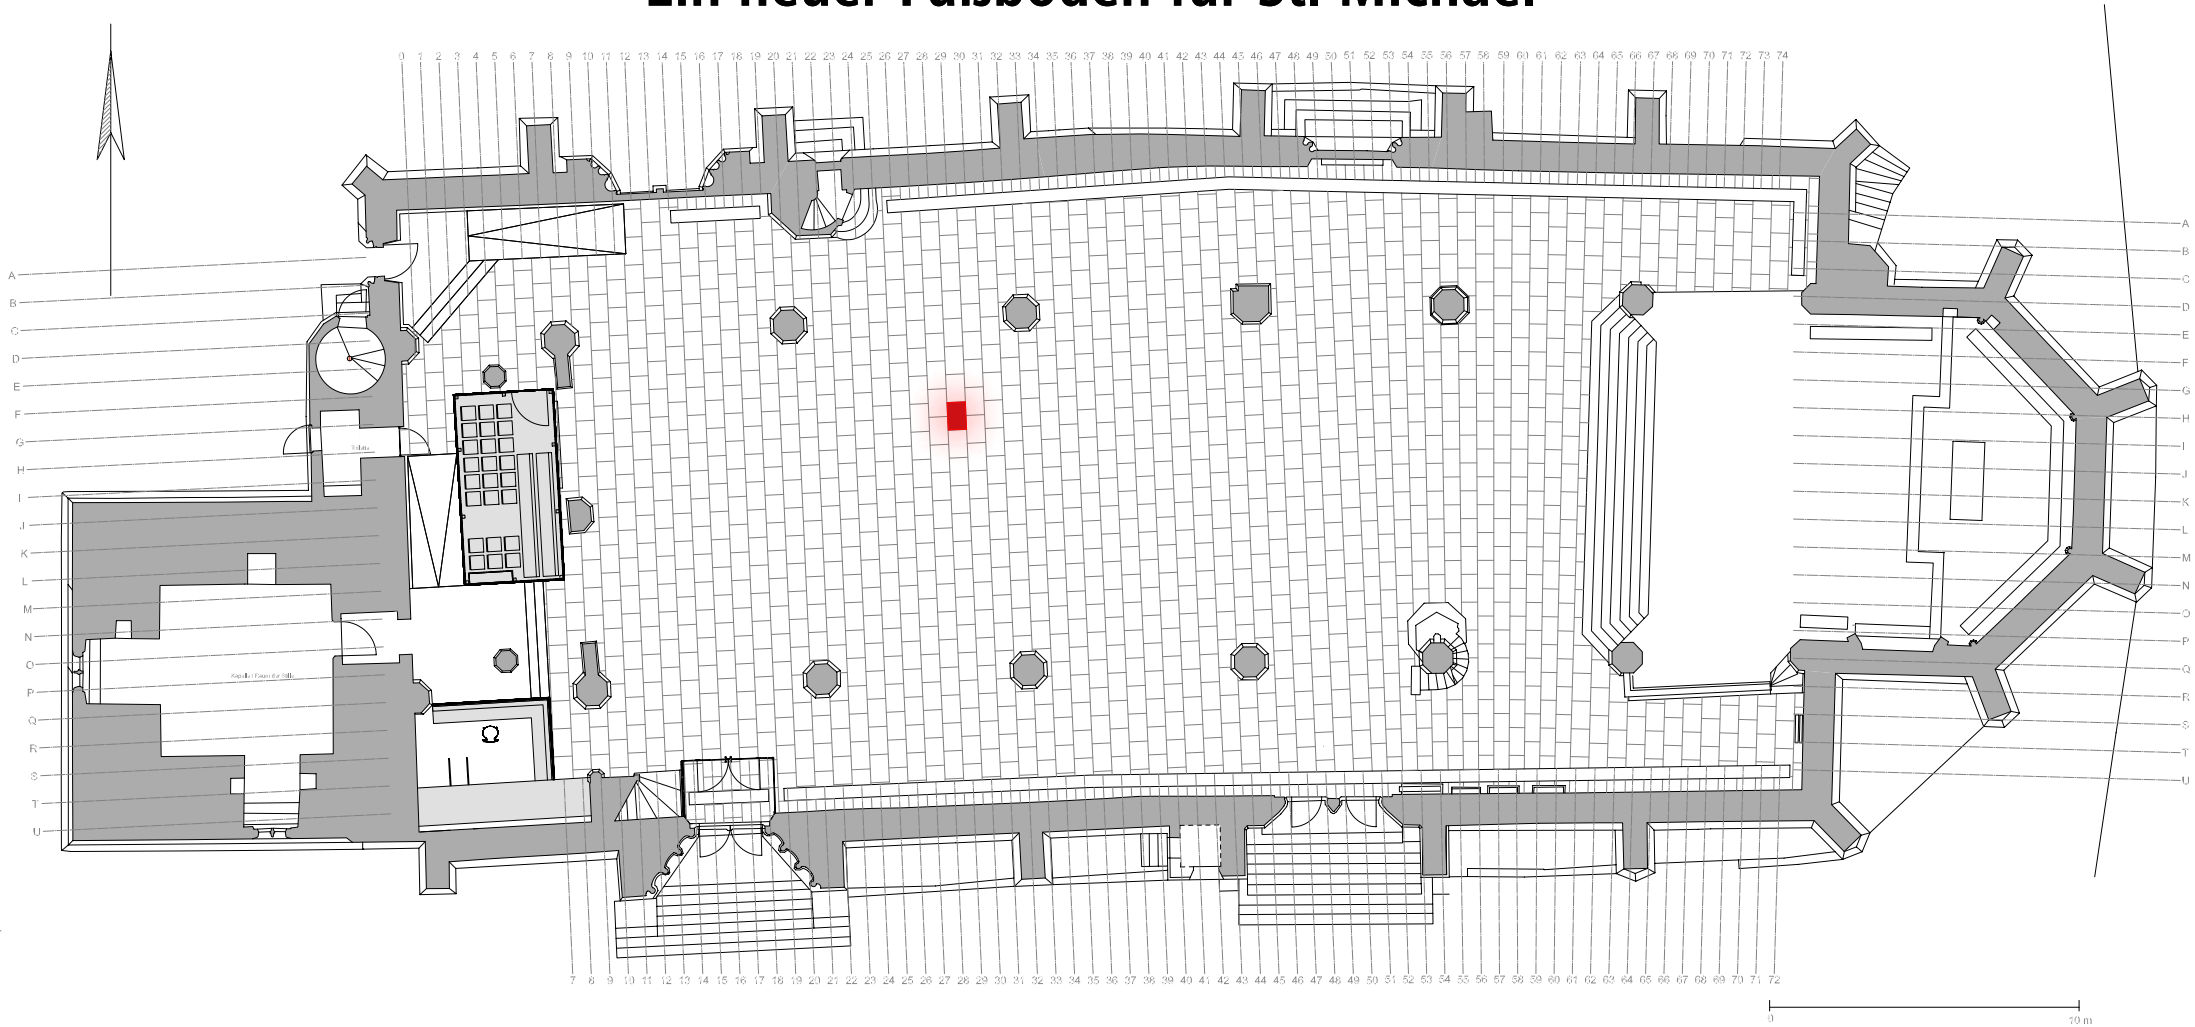 Ein neuer Fußboden für St. Michael
0 1 2 3 4 5 6 7 8 9 10 11 12 13 14 15 16 17 18 19 20 21 22 23 24 25 26 27 28 29 30 31 32 33 34 35 36 37 38 39 40 41 42 43 44 45 46 47 48 49 50 51 52 53 54 55 56 57 58 59 60 61 62 63 64 65 66 67 68 69 70 71 72 73 74
A A
B B
C C
D D
E E
F F
G G
H H
I I
J J
K K
L L
M M
N N
O O
P P
Q Q
R R
S S
T T
U U
7 8 9 10 11 12 13 14 15 16 17 18 19 20 21 22 23 24 25 26 27 28 29 30 31 32 33 34 35 36 37 38 39 40 41 42 43 44 45 46 47 48 49 50 51 52 53 54 55 56 57 58 59 60 61 62 63 64 65 66 67 68 69 70 71 72
0 10 m